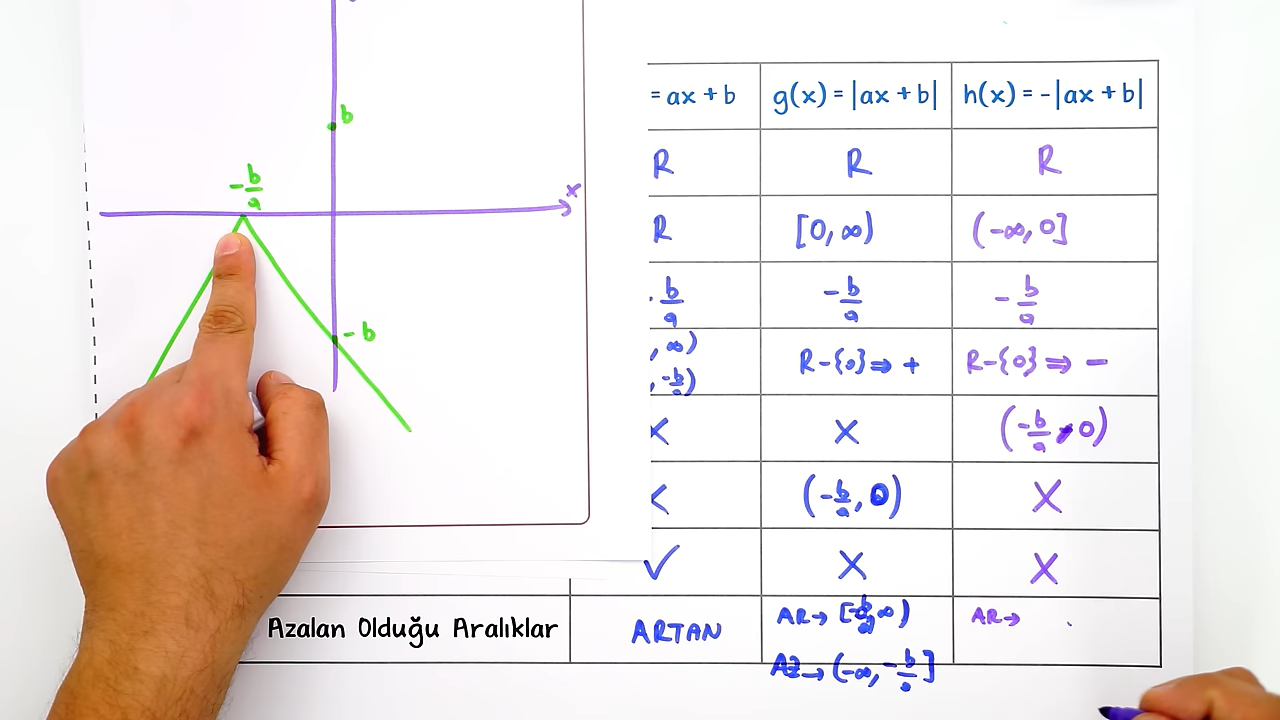 b
-b/a
x
-b
= ax + b
g(x) = |ax + b|
h(x) = -|ax + b|
R
R
R
R
[0, ∞)
(-∞, 0]
b/a
-b/a
-b/a
, ∞)
, -b/a)
R-{0} ⇒ +
R-{0} ⇒ -
X
X
(-b/a, 0)
X
(-b/a, 0)
X
✓
X
X
Azalan Olduğu Aralıklar
ARTAN
AR→ [-b/a, ∞)
AZ→ (-∞, -b/a]
AR→